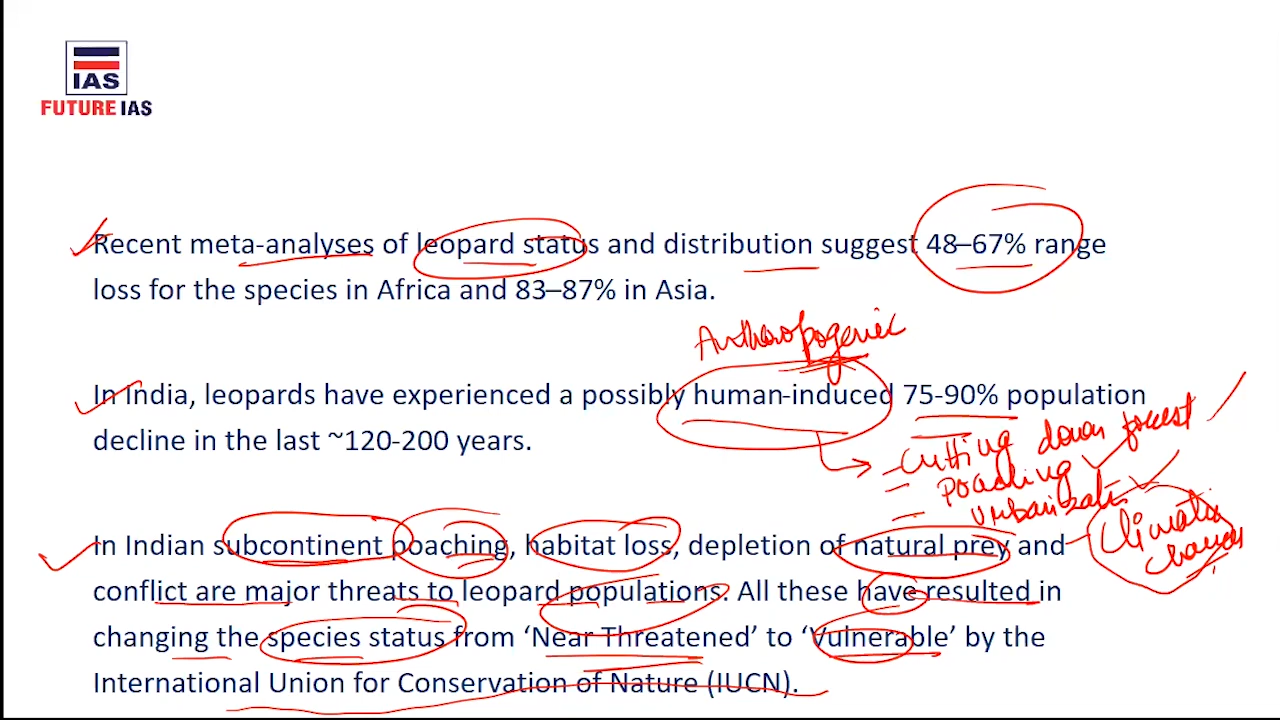 IAS
FUTURE IAS
Recent meta-analyses of leopard status and distribution suggest 48–67% range
loss for the species in Africa and 83–87% in Asia.
Anthropogenic
In India, leopards have experienced a possibly human-induced 75-90% population
decline in the last ~120-200 years.
- Cutting down forest
- Poaching
- Urbanization
- Climatic
changes
In Indian subcontinent poaching, habitat loss, depletion of natural prey and
conflict are major threats to leopard populations. All these have resulted in
changing the species status from ‘Near Threatened’ to ‘Vulnerable’ by the
International Union for Conservation of Nature (IUCN).